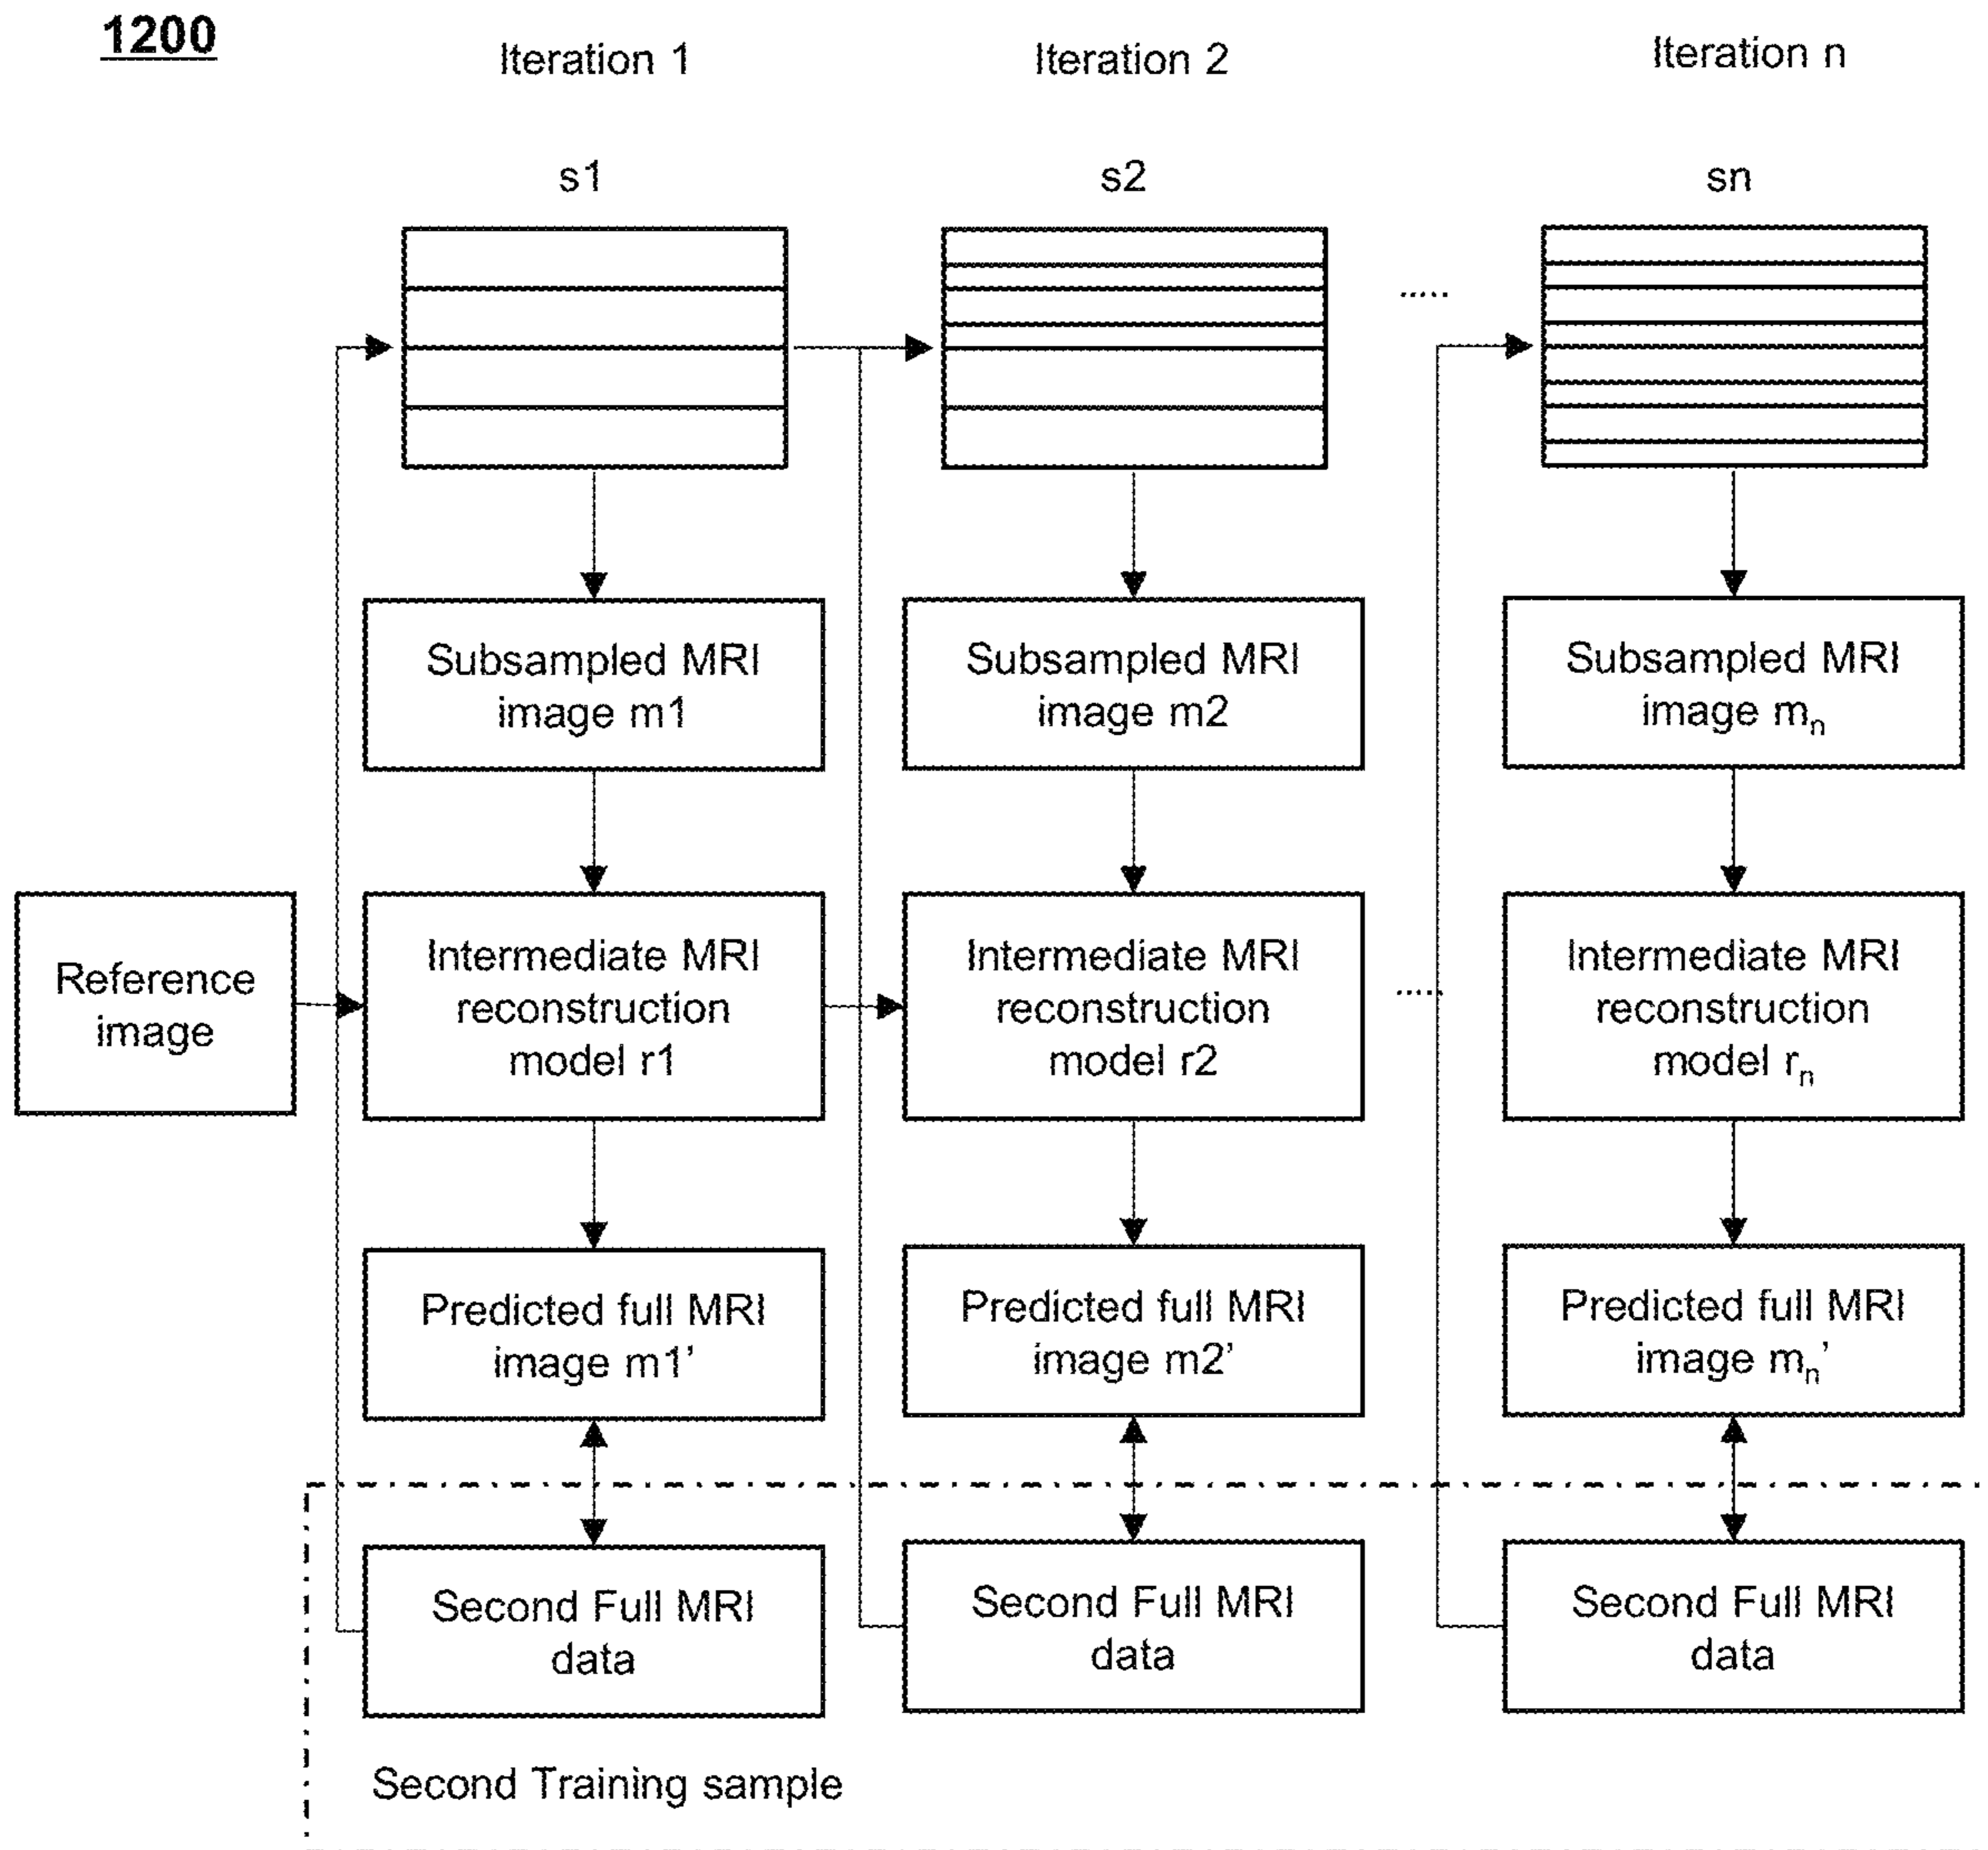 1200
Iteration 1
Iteration 2
Iteration n
s1
s2
sn
.....
Subsampled MRI
image m1
Subsampled MRI
image m2
Subsampled MRI
image mₙ
Reference
image
Intermediate MRI
reconstruction
model r1
Intermediate MRI
reconstruction
model r2
.....
Intermediate MRI
reconstruction
model rₙ
Predicted full MRI
image m1’
Predicted full MRI
image m2’
Predicted full MRI
image mₙ’
Second Full MRI
data
Second Full MRI
data
Second Full MRI
data
Second Training sample